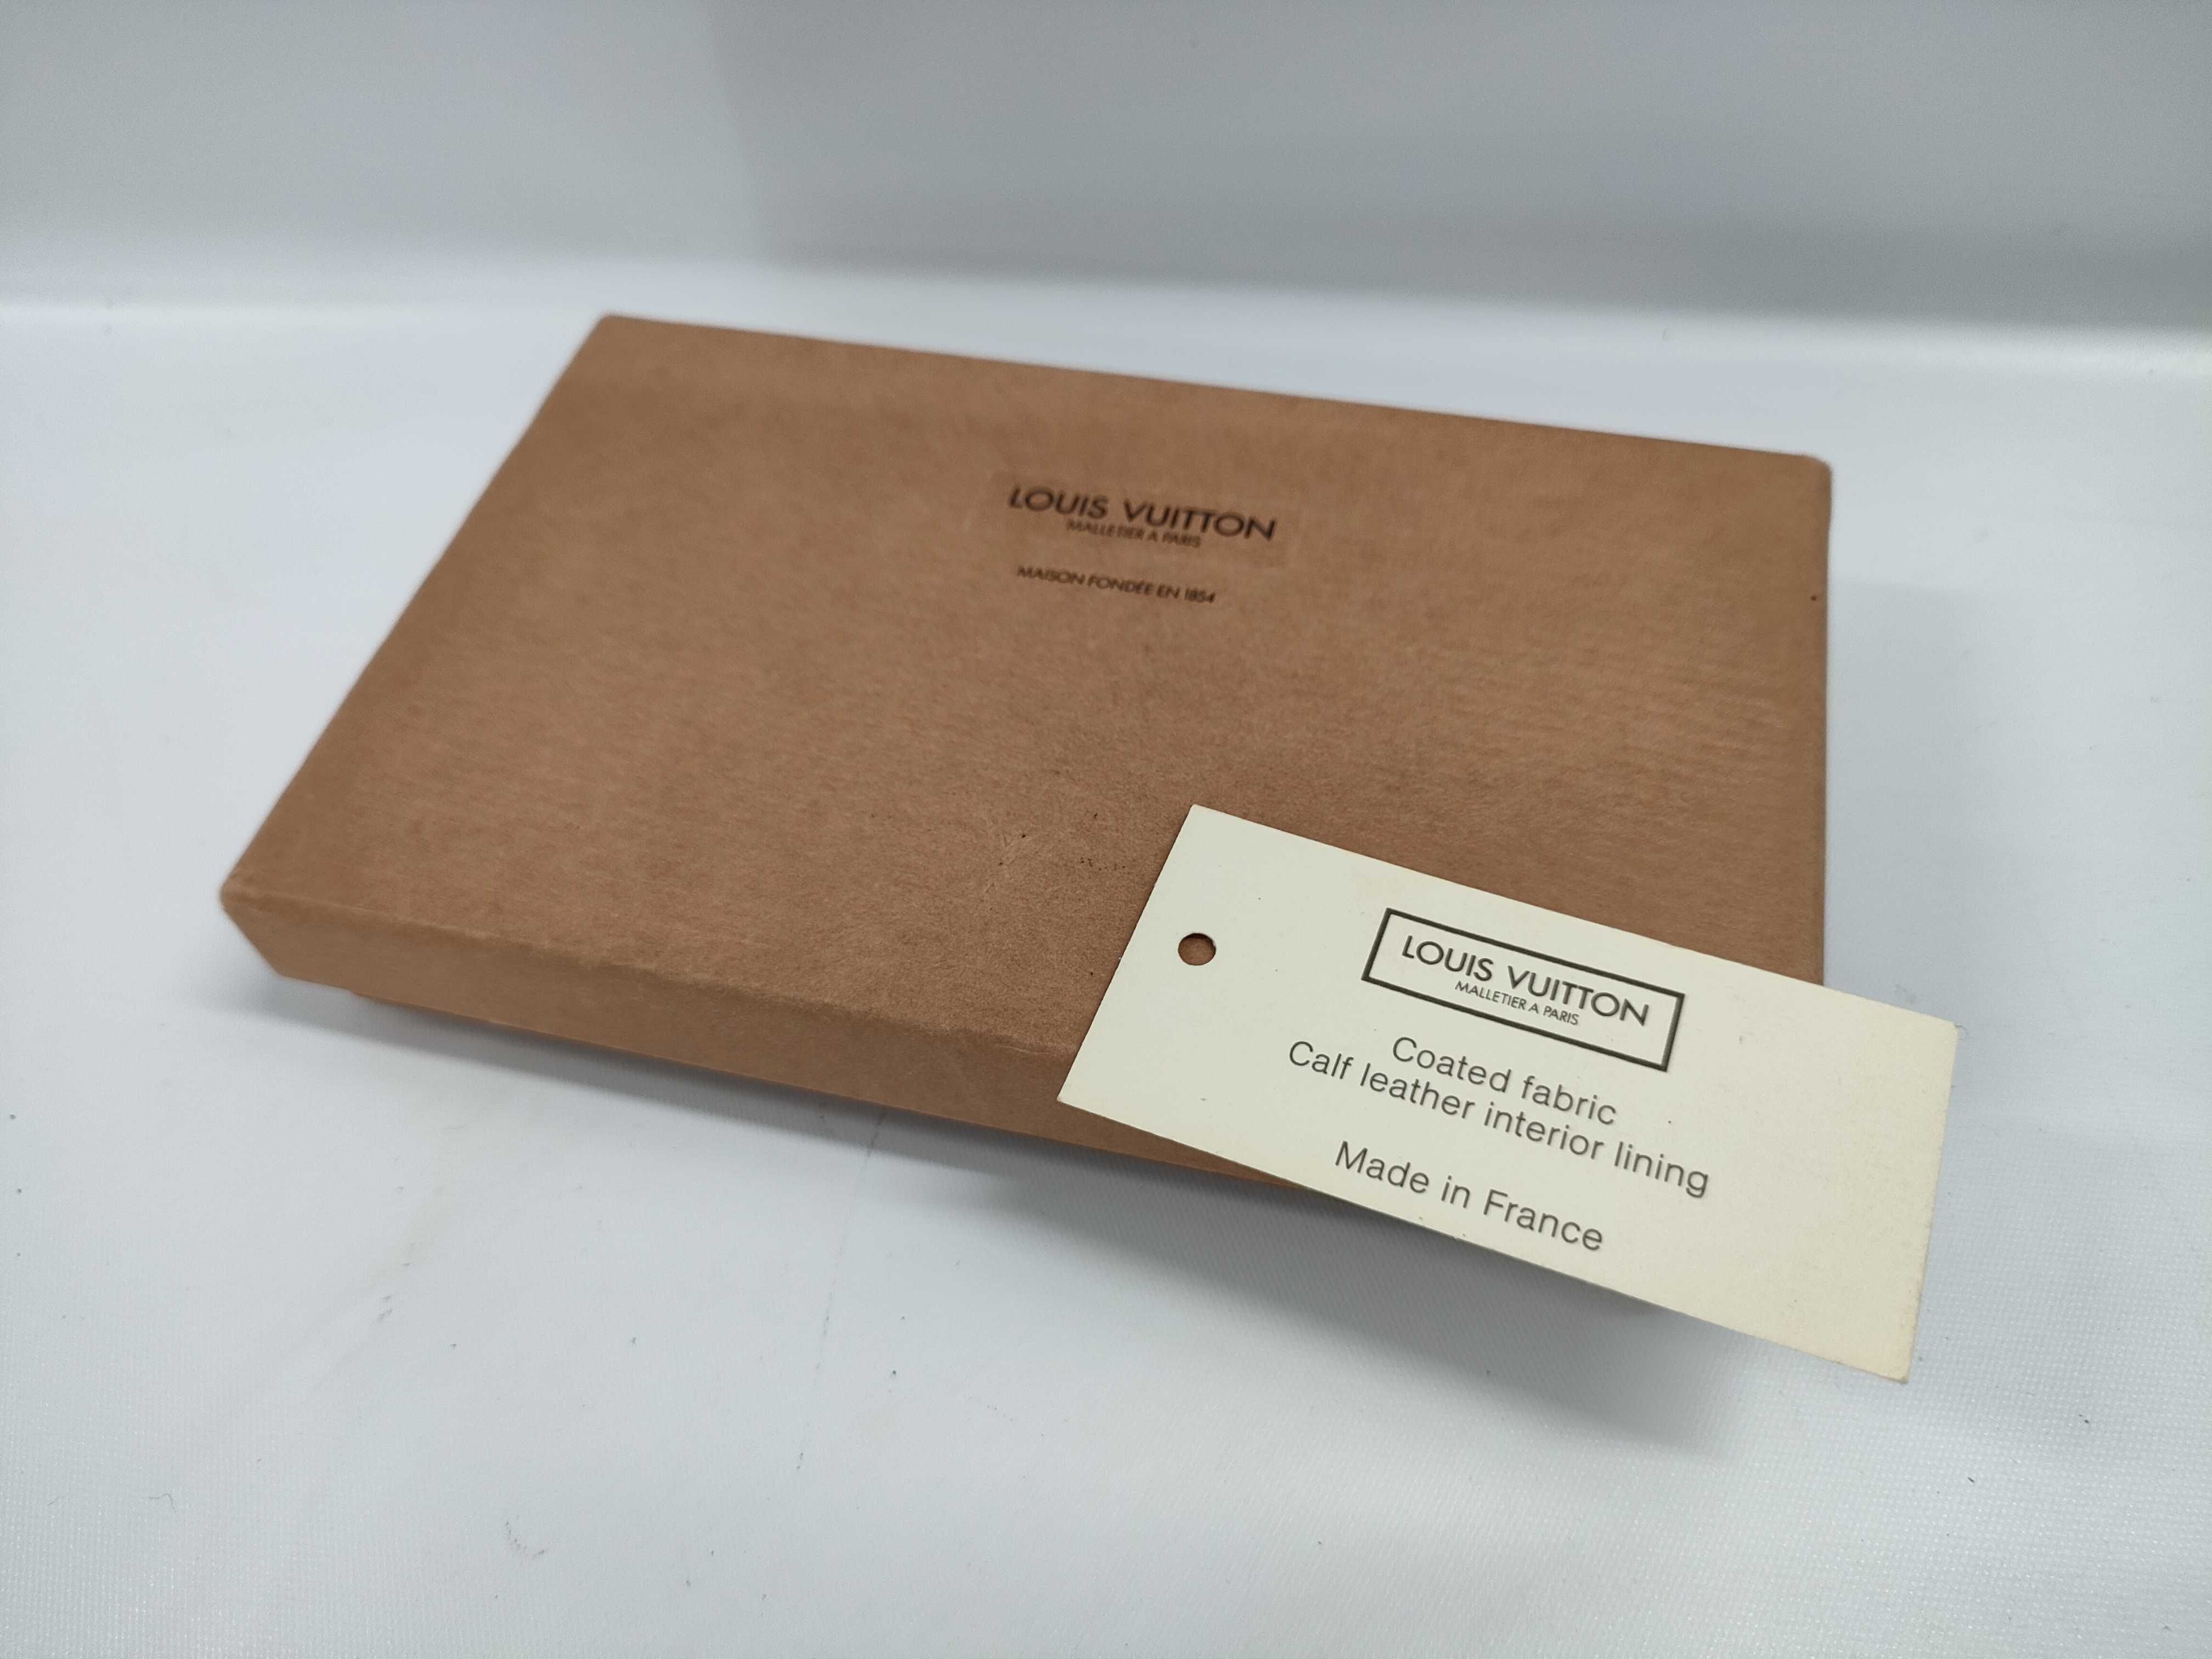 LOUIS VUITTON
MALLETIER A PARIS
MAISON FONDÉE EN 1854
LOUIS VUITTON
MALLETIER A PARIS
Coated fabric
Calf leather interior lining
Made in France